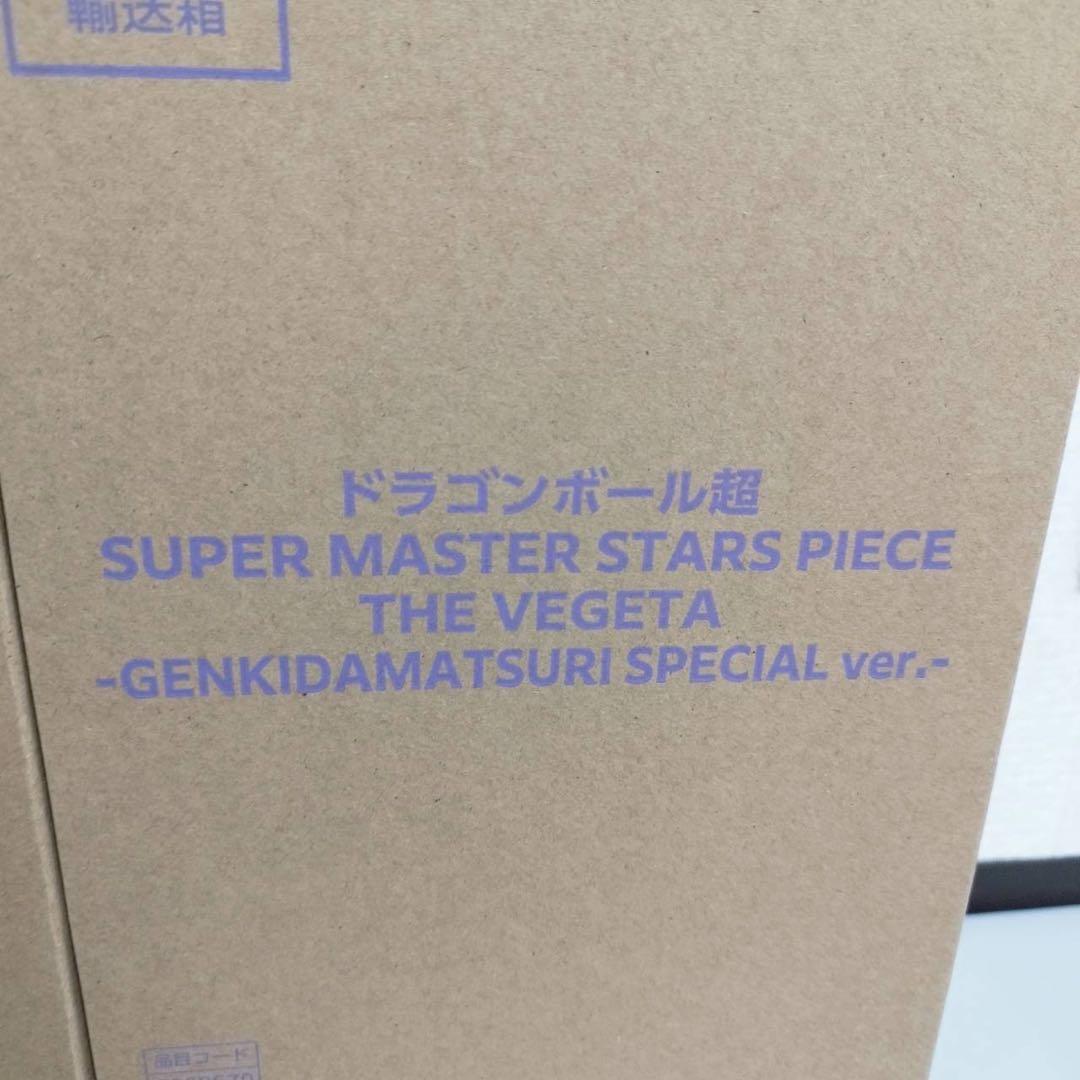 輸送箱
ドラゴンボール超
SUPER MASTER STARS PIECE
THE VEGETA
-GENKIDAMATSURI SPECIAL ver.-
品目コード